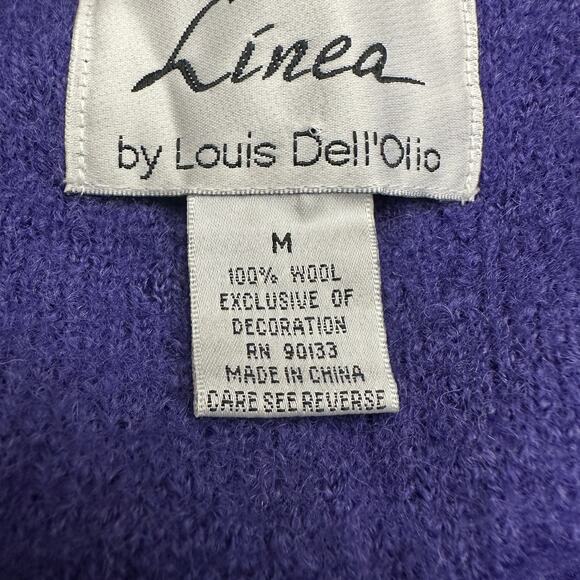 Linea
by Louis Dell'Olio
M
100% WOOL
EXCLUSIVE OF
DECORATION
RN 90133
MADE IN CHINA
CARE SEE REVERSE